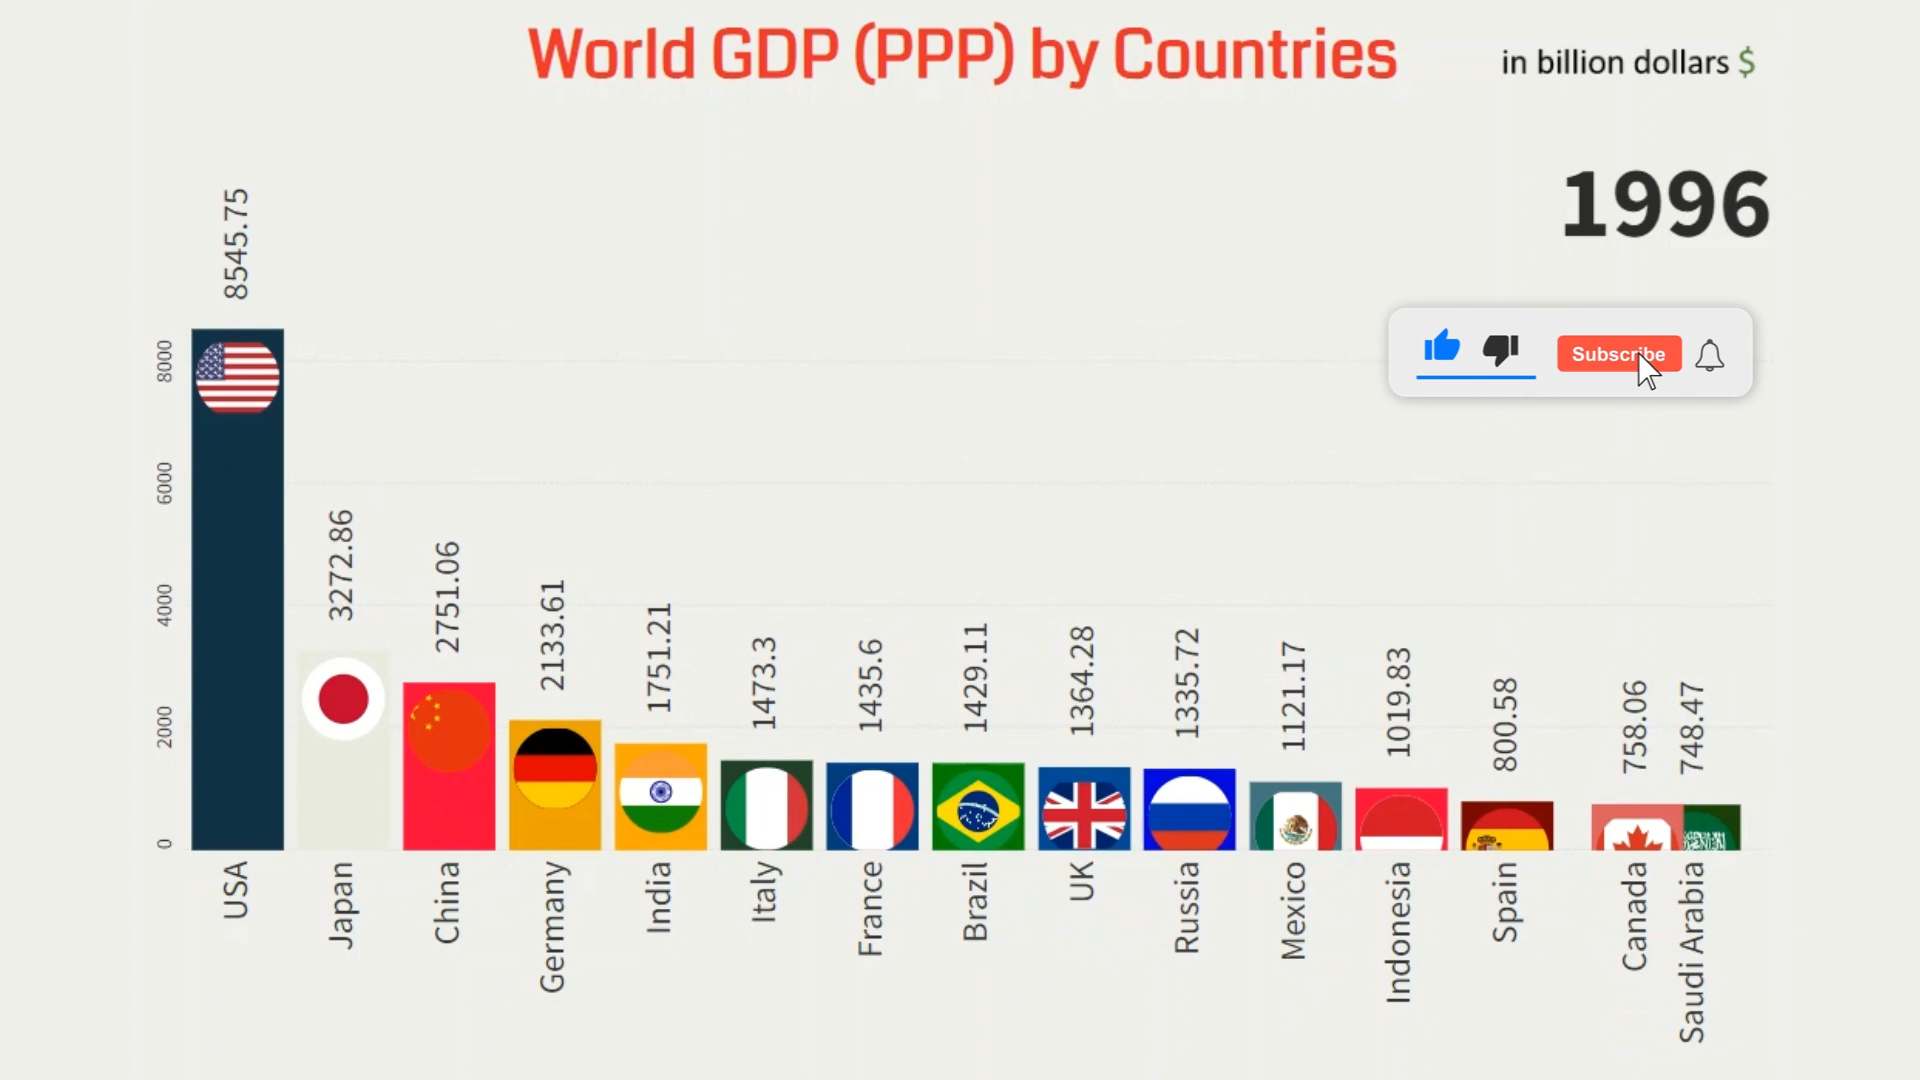 World GDP (PPP) by Countries
in billion dollars $
1996
Subscribe
8545.75
3272.86
2751.06
2133.61
1751.21
1473.3
1435.6
1429.11
1364.28
1335.72
1121.17
1019.83
800.58
758.06
748.47
8000
6000
4000
2000
0
USA
Japan
China
Germany
India
Italy
France
Brazil
UK
Russia
Mexico
Indonesia
Spain
Canada
Saudi Arabia